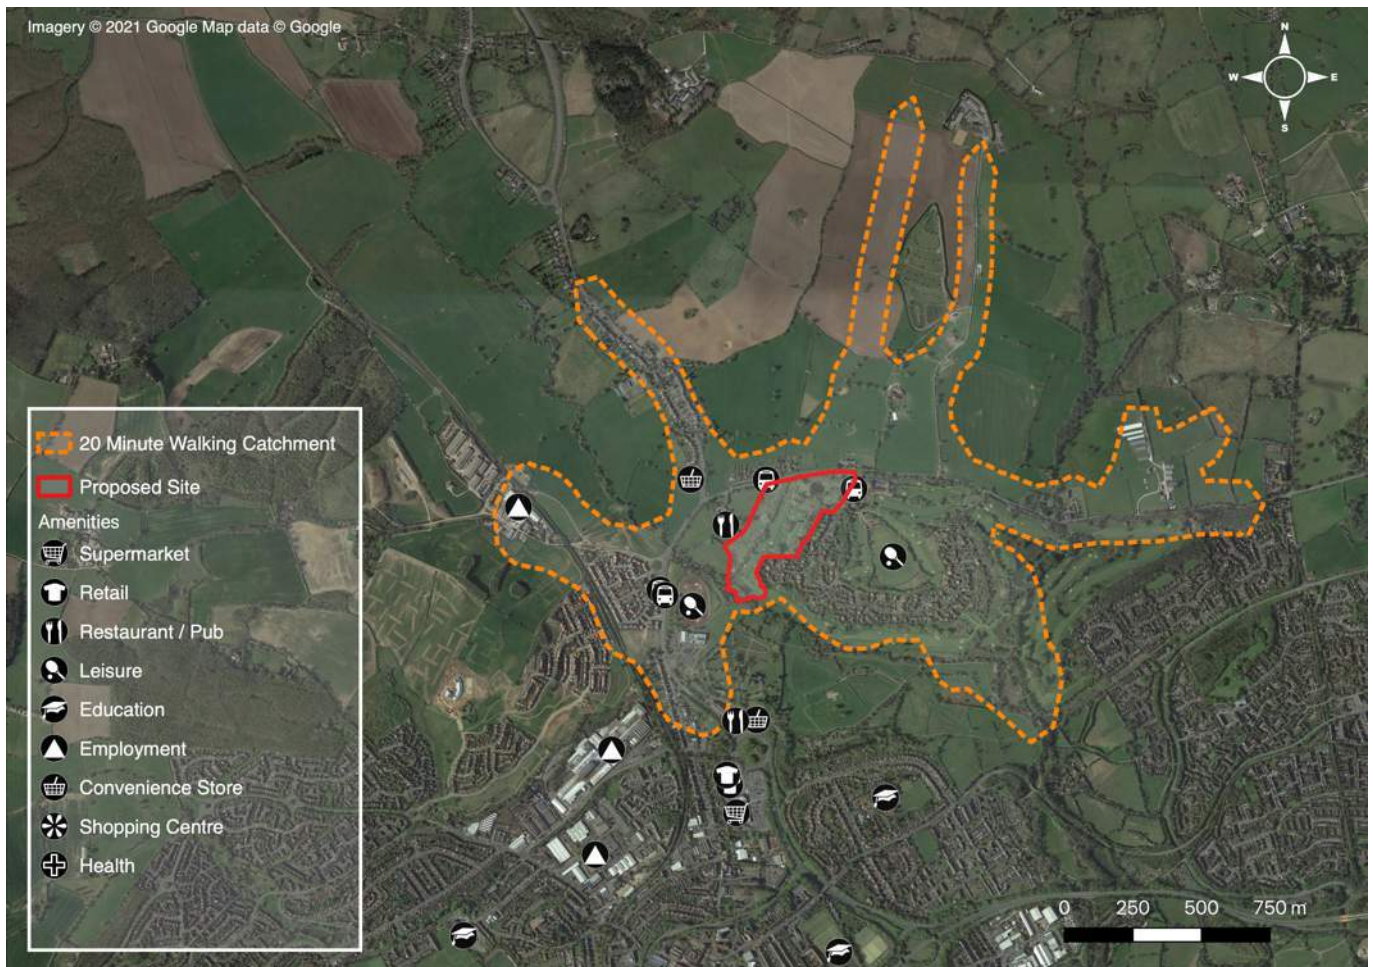 Imagery © 2021 Google Map data © Google
N
W E
S
20 Minute Walking Catchment
Proposed Site
Amenities
Supermarket
Retail
Restaurant / Pub
Leisure
Education
Employment
Convenience Store
Shopping Centre
Health
0 250 500 750 m